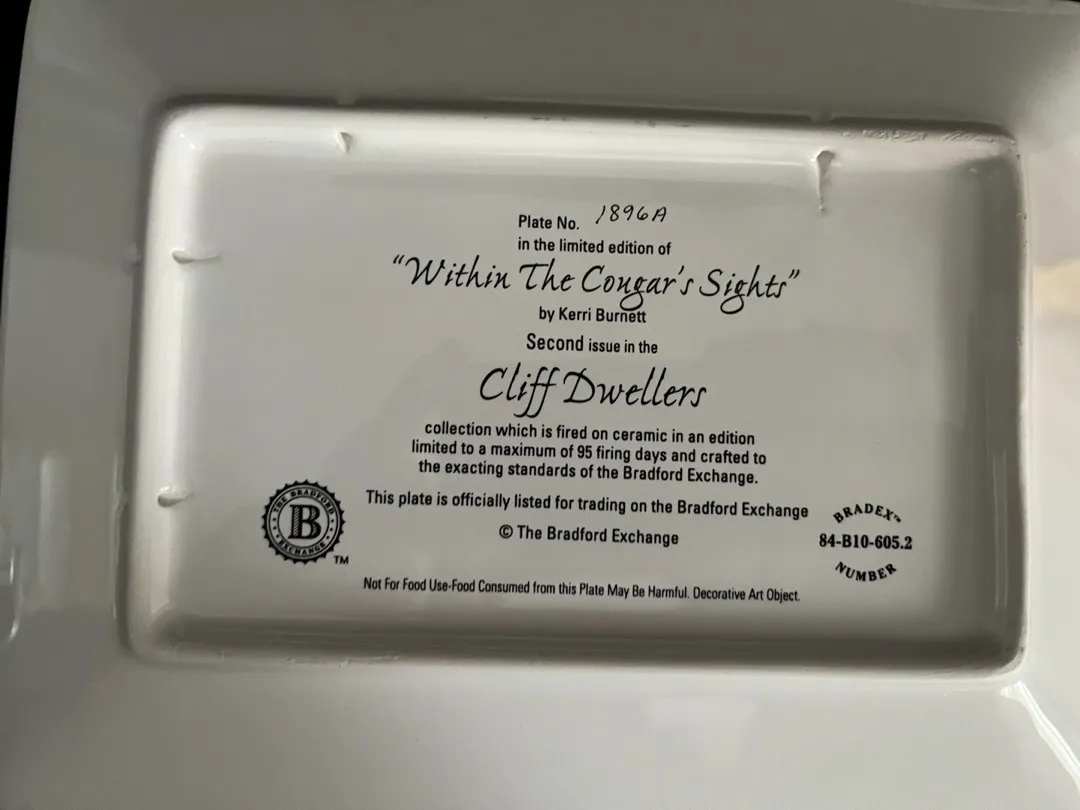 Plate No. 1896A
in the limited edition of
“Within The Cougar's Sights”
by Kerri Burnett
Second issue in the
Cliff Dwellers
collection which is fired on ceramic in an edition
limited to a maximum of 95 firing days and crafted to
the exacting standards of the Bradford Exchange.
This plate is officially listed for trading on the Bradford Exchange
© The Bradford Exchange
THE BRADFORD
B
EXCHANGE
TM
BRADEX™
84-B10-605.2
NUMBER
Not For Food Use-Food Consumed from this Plate May Be Harmful. Decorative Art Object.